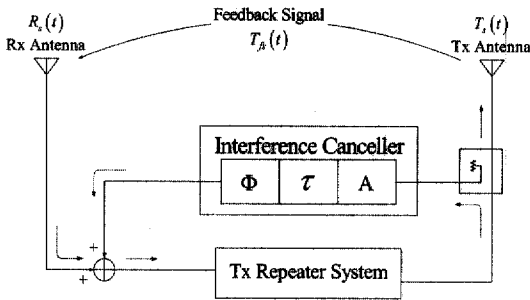 R_s(t)
Rx Antenna
Feedback Signal
T_fb(t)
T_s(t)
Tx Antenna
Interference Canceller
Φ τ A
+
+
Tx Repeater System